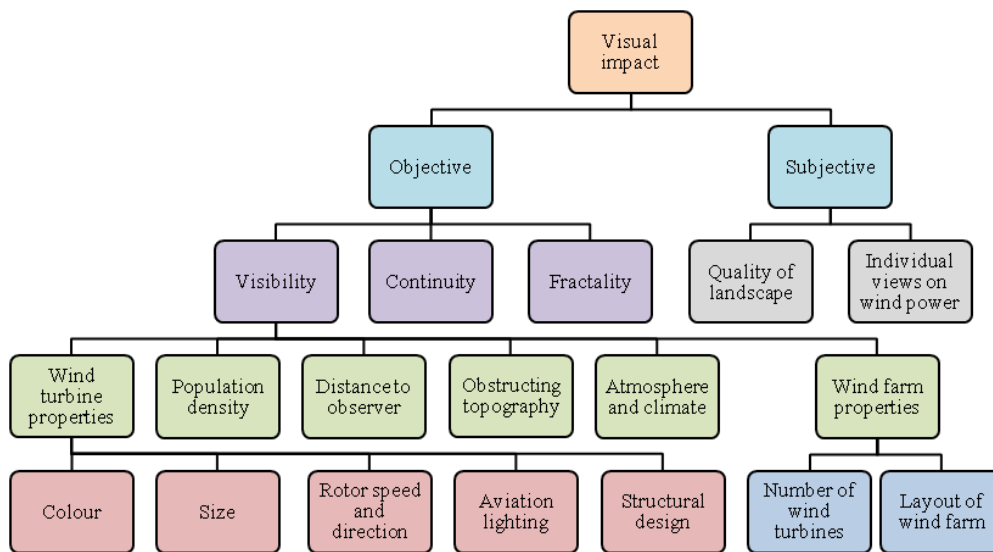 Visual
impact
Objective
Subjective
Visibility
Continuity
Fractality
Quality of
landscape
Individual
views on
wind power
Wind
turbine
properties
Population
density
Distance to
observer
Obstructing
topography
Atmosphere
and climate
Wind farm
properties
Colour
Size
Rotor speed
and
direction
Aviation
lighting
Structural
design
Number of
wind
turbines
Layout of
wind farm